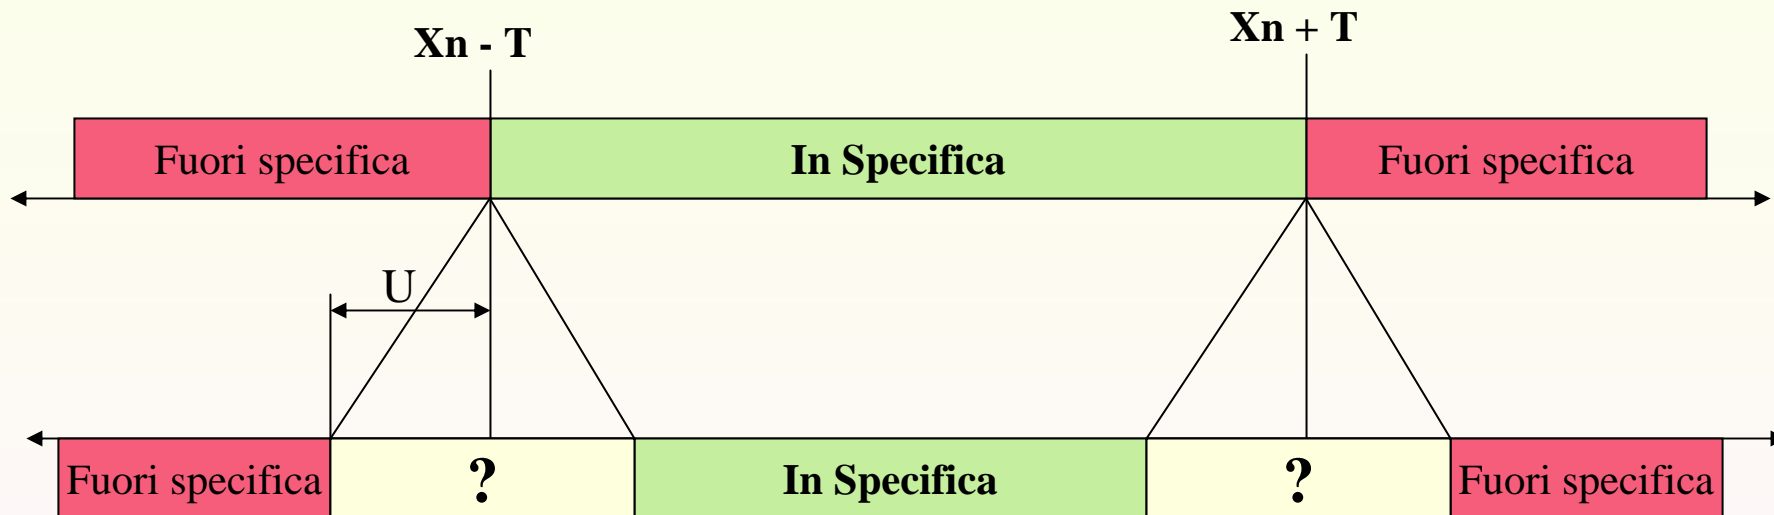 Xn - T
Xn + T
Fuori specifica
In Specifica
Fuori specifica
U
Fuori specifica
?
In Specifica
?
Fuori specifica